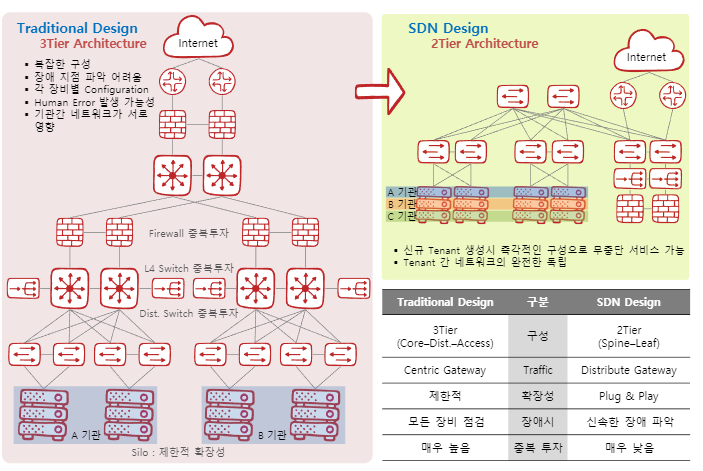 Traditional Design
3Tier Architecture
Internet
▪ 복잡한 구성
▪ 장애 지점 파악 어려움
▪ 각 장비별 Configuration
▪ Human Error 발생 가능성
▪ 기관간 네트워크가 서로
영향
Firewall 중복투자
L4 Switch 중복투자
Dist. Switch 중복투자
A 기관
B 기관
Silo : 제한적 확장성
SDN Design
2Tier Architecture
Internet
A 기관
B 기관
C 기관
▪ 신규 Tenant 생성시 즉각적인 구성으로 무중단 서비스 가능
▪ Tenant 간 네트워크의 완전한 독립
Traditional Design 구분 SDN Design
3Tier
(Core–Dist.–Access) 구성 2Tier
(Spine–Leaf)
Centric Gateway Traffic Distribute Gateway
제한적 확장성 Plug & Play
모든 장비 점검 장애시 신속한 장애 파악
매우 높음 중복 투자 매우 낮음